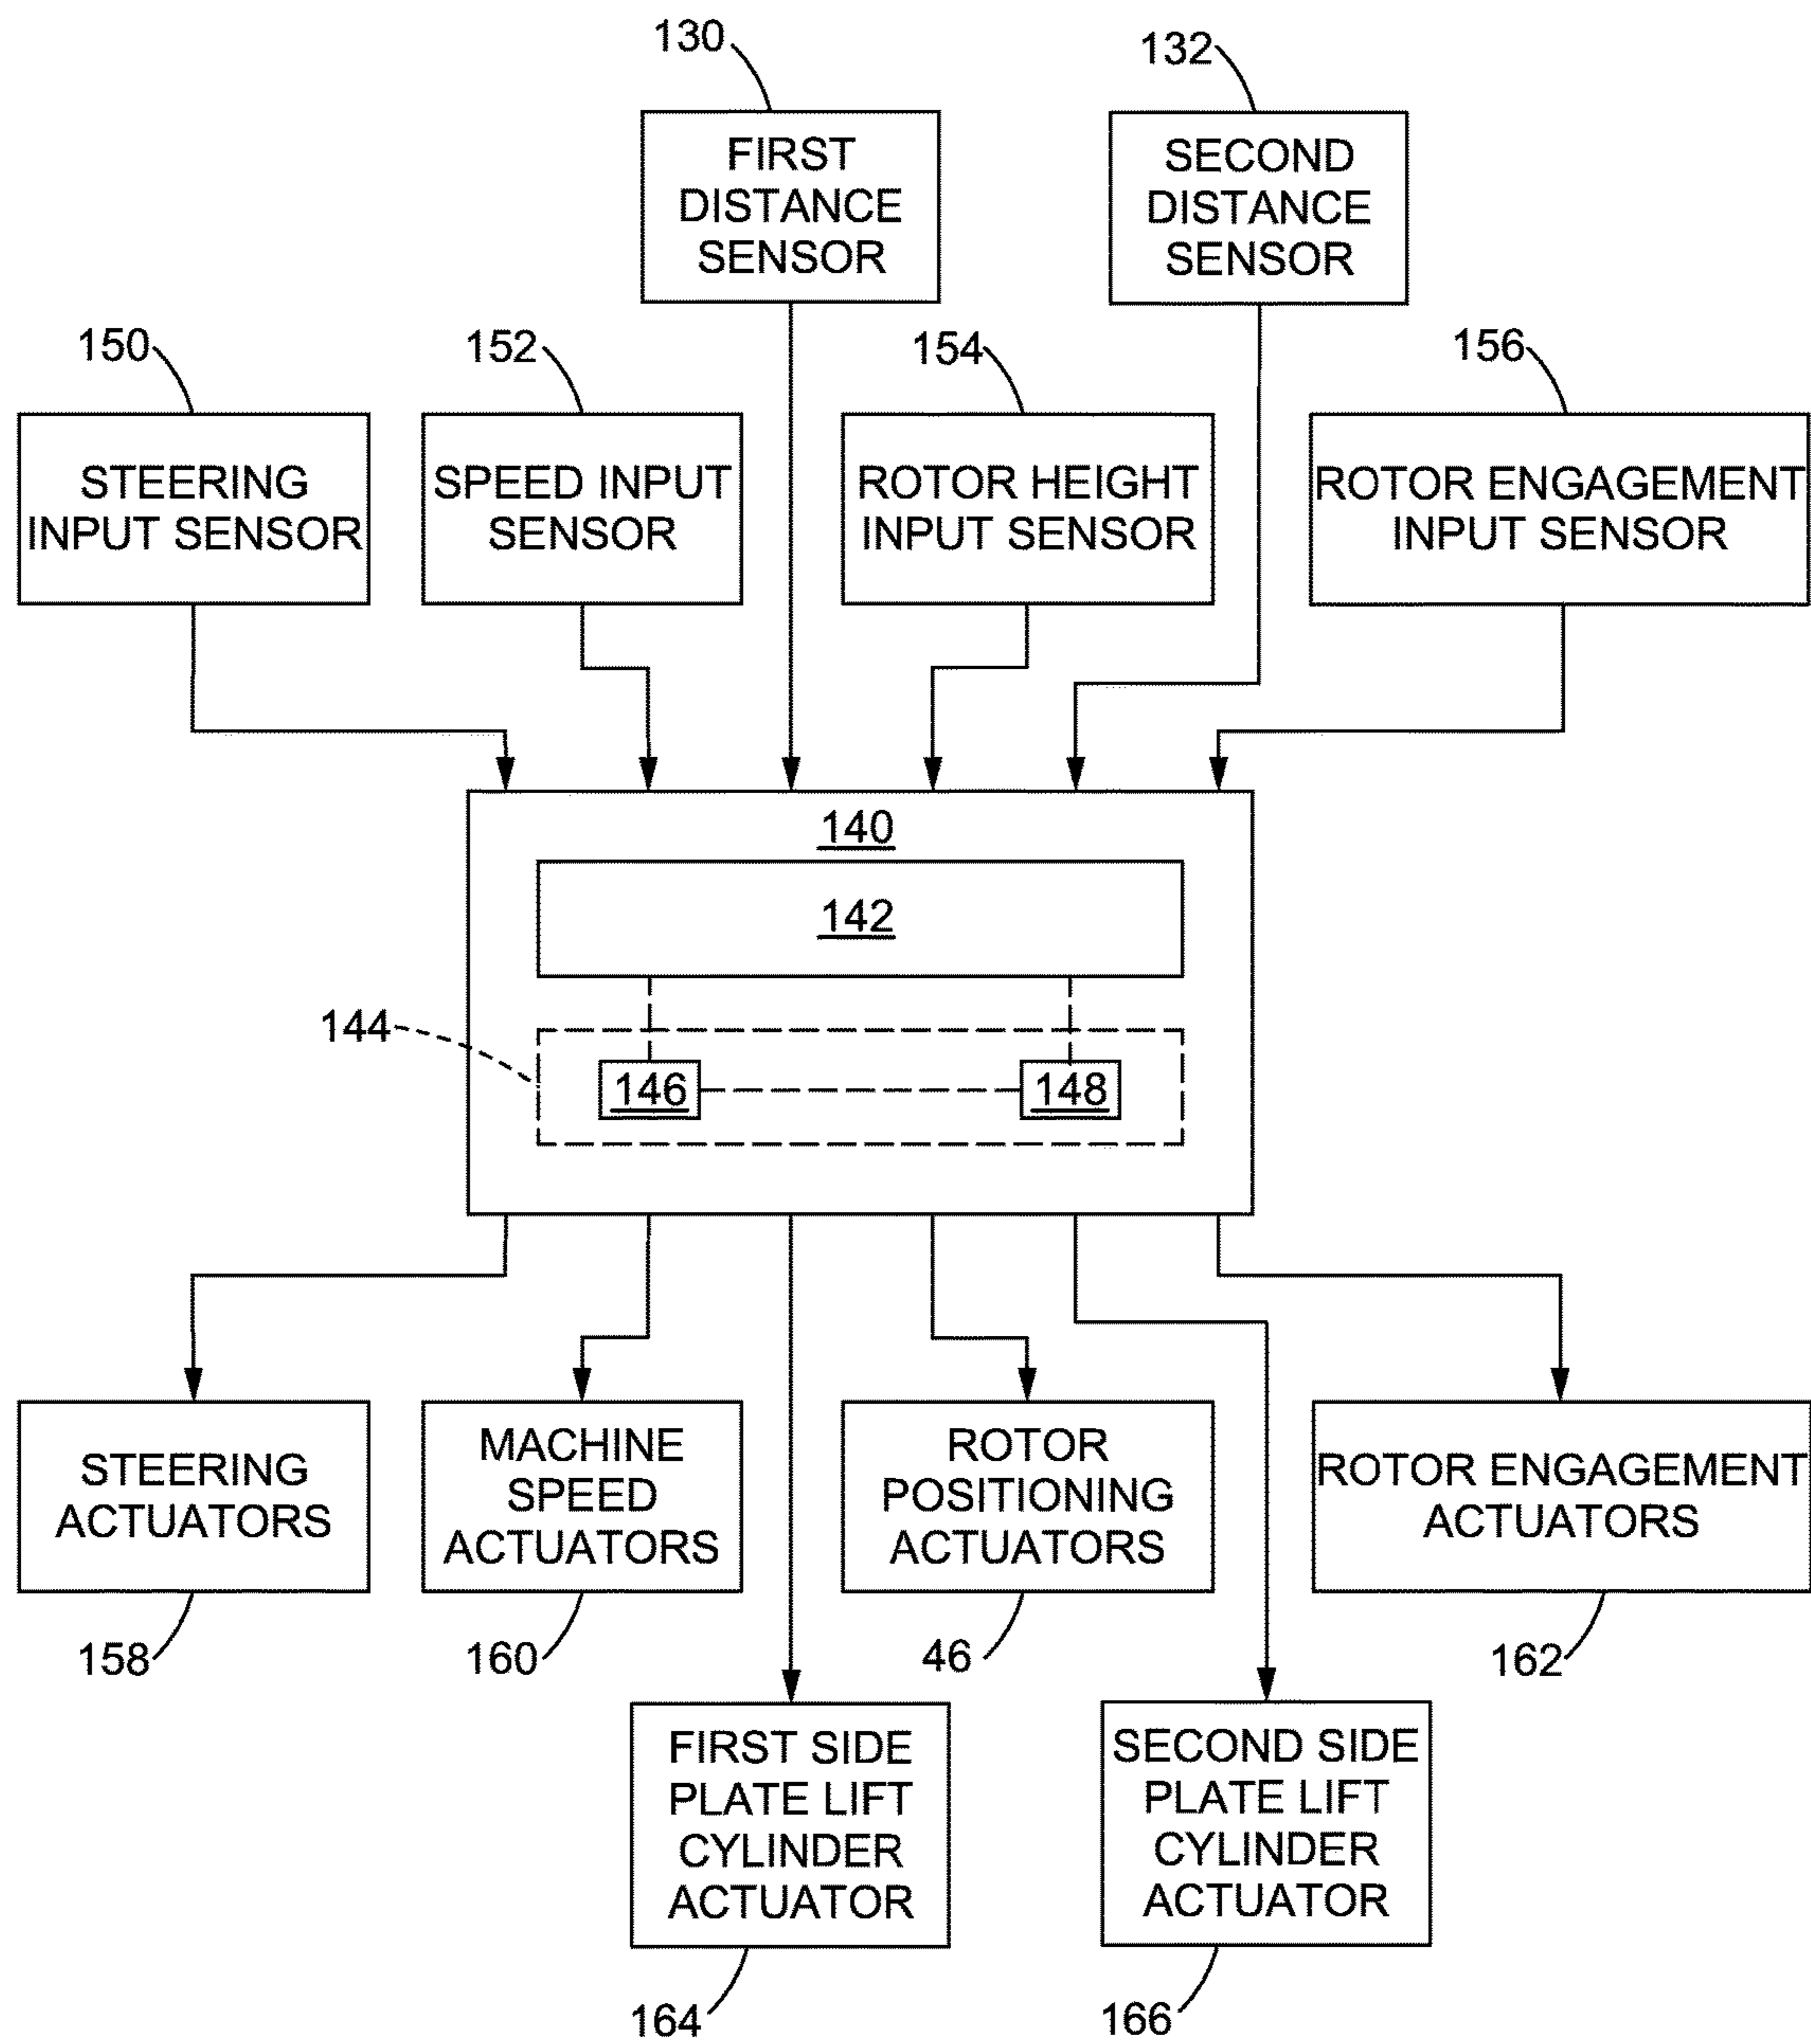 130
132
FIRST
DISTANCE
SENSOR
SECOND
DISTANCE
SENSOR
150
152
154
156
STEERING
INPUT SENSOR
SPEED INPUT
SENSOR
ROTOR HEIGHT
INPUT SENSOR
ROTOR ENGAGEMENT
INPUT SENSOR
140
142
144
146
148
STEERING
ACTUATORS
MACHINE
SPEED
ACTUATORS
ROTOR
POSITIONING
ACTUATORS
ROTOR ENGAGEMENT
ACTUATORS
158
160
46
162
FIRST SIDE
PLATE LIFT
CYLINDER
ACTUATOR
SECOND SIDE
PLATE LIFT
CYLINDER
ACTUATOR
164
166